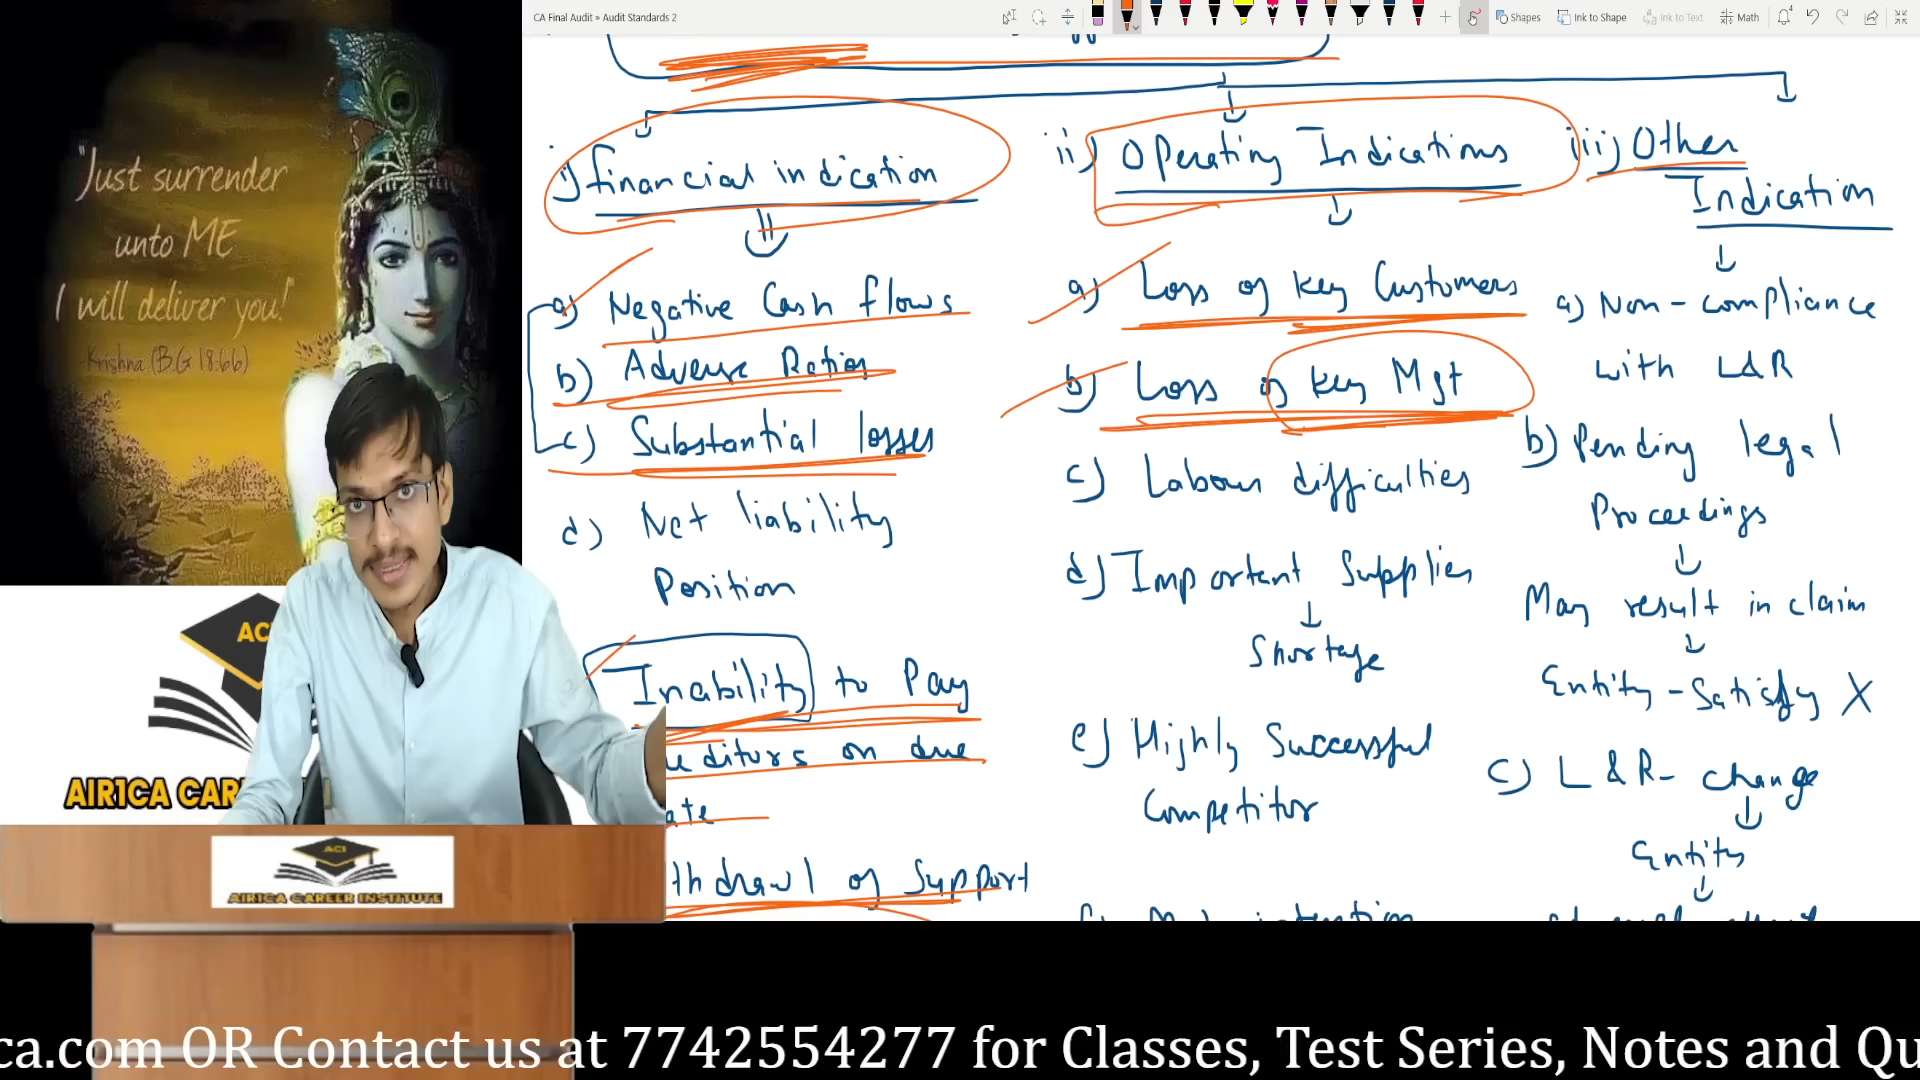 CA Final Audit » Audit Standards 2
Shapes
Ink to Shape
Ink to Text
Math
"Just surrender
unto ME
I will deliver you!"
-Krishna (B.G 18:66)
i) financial indication
a) Negative Cash flows
b) Adverse Ratios
c) Substantial losses
d) Net liability
Position
Inability to Pay
editors on due
ate
thdrawl of Support
ii) Operating Indications
a) Loss of key Customers
b) Loss of key Mgt
c) Labour difficulties
d) Important Supplies
Shortage
e) Highly Successful
Competitor
iii) Other
Indication
a) Non-compliance
with L&R
b) Pending legal
Proceedings
May result in claim
Entity - Satisfy X
c) L & R - change
Entity
AC
AIR1CA CAR
ACI
AIR1CA CAREER INSTITUTE
ca.com OR Contact us at 7742554277 for Classes, Test Series, Notes and Qu